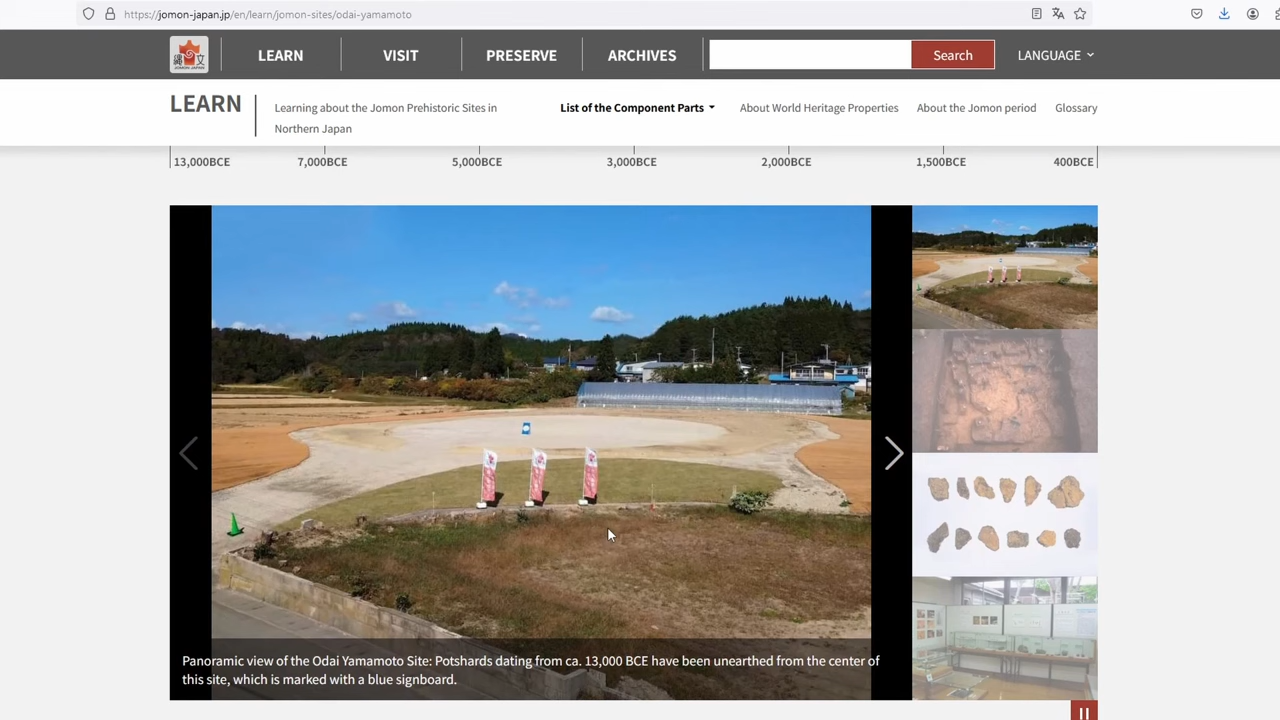 https://jomon-japan.jp/en/learn/jomon-sites/odai-yamamoto
LEARN VISIT PRESERVE ARCHIVES Search LANGUAGE
縄文
JOMON JAPAN
LEARN
Learning about the Jomon Prehistoric Sites in
Northern Japan
List of the Component Parts About World Heritage Properties About the Jomon period Glossary
13,000BCE 7,000BCE 5,000BCE 3,000BCE 2,000BCE 1,500BCE 400BCE
Panoramic view of the Odai Yamamoto Site: Potshards dating from ca. 13,000 BCE have been unearthed from the center of
this site, which is marked with a blue signboard.